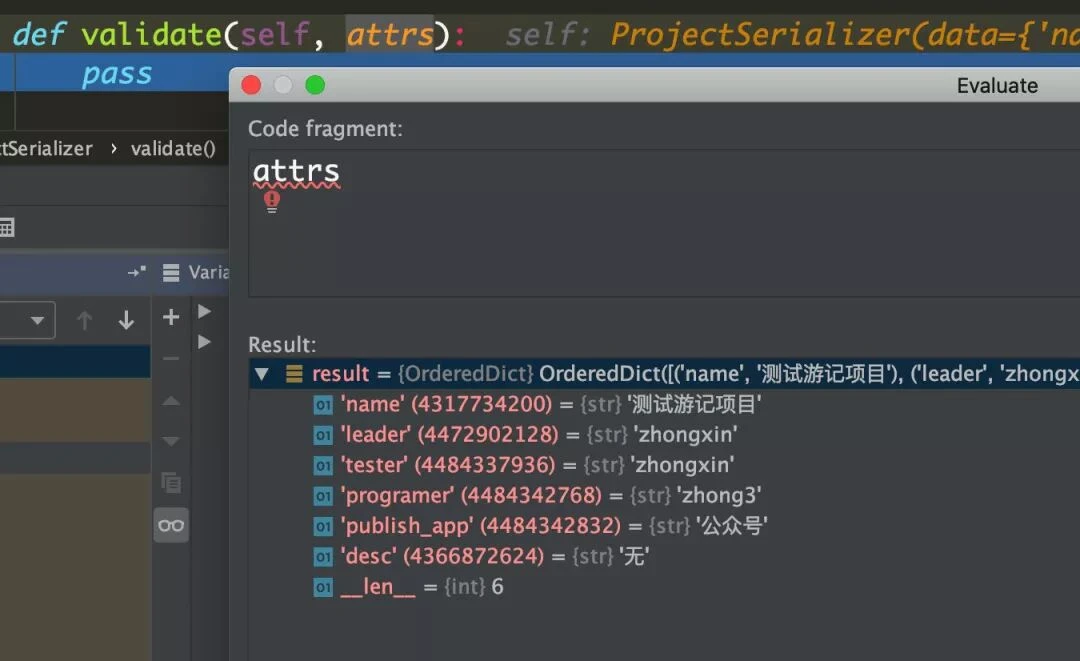 def validate(self, attrs): self: ProjectSerializer(data={'na
pass
Evaluate
Code fragment:
ctSerializer › validate()
attrs
Varia
Result:
result = {OrderedDict} OrderedDict([('name', '测试游记项目'), ('leader', 'zhongx
'name' (4317734200) = {str} '测试游记项目'
'leader' (4472902128) = {str} 'zhongxin'
'tester' (4484337936) = {str} 'zhongxin'
'programer' (4484342768) = {str} 'zhong3'
'publish_app' (4484342832) = {str} '公众号'
'desc' (4366872624) = {str} '无'
__len__ = {int} 6